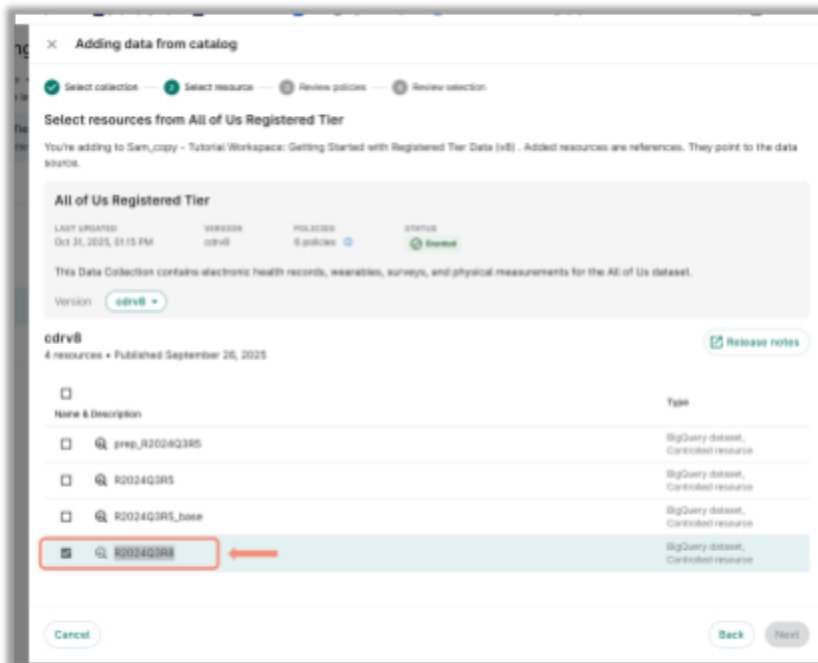 Adding data from catalog
Select collection
2 Select resource
3 Review policies
4 Review selection
Select resources from All of Us Registered Tier
You're adding to Sam_copy - Tutorial Workspace: Getting Started with Registered Tier Data (v8) . Added resources are references. They point to the data
source.
All of Us Registered Tier
LAST UPDATED VERSION POLICIES STATUS
Oct 31, 2025, 01:15 PM cdrv8 6 policies Granted
This Data Collection contains electronic health records, wearables, surveys, and physical measurements for the All of Us dataset.
Version cdrv8
cdrv8
4 resources • Published September 26, 2025
Release notes
Name & Description Type
prep_R2024Q3R5 BigQuery dataset,
Controlled resource
R2024Q3R5 BigQuery dataset,
Controlled resource
R2024Q3R5_base BigQuery dataset,
Controlled resource
R2024Q3R8 BigQuery dataset,
Controlled resource
Cancel Back Next